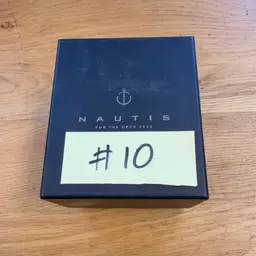 NAUTIS
FOR THE OPEN SEAS
#10